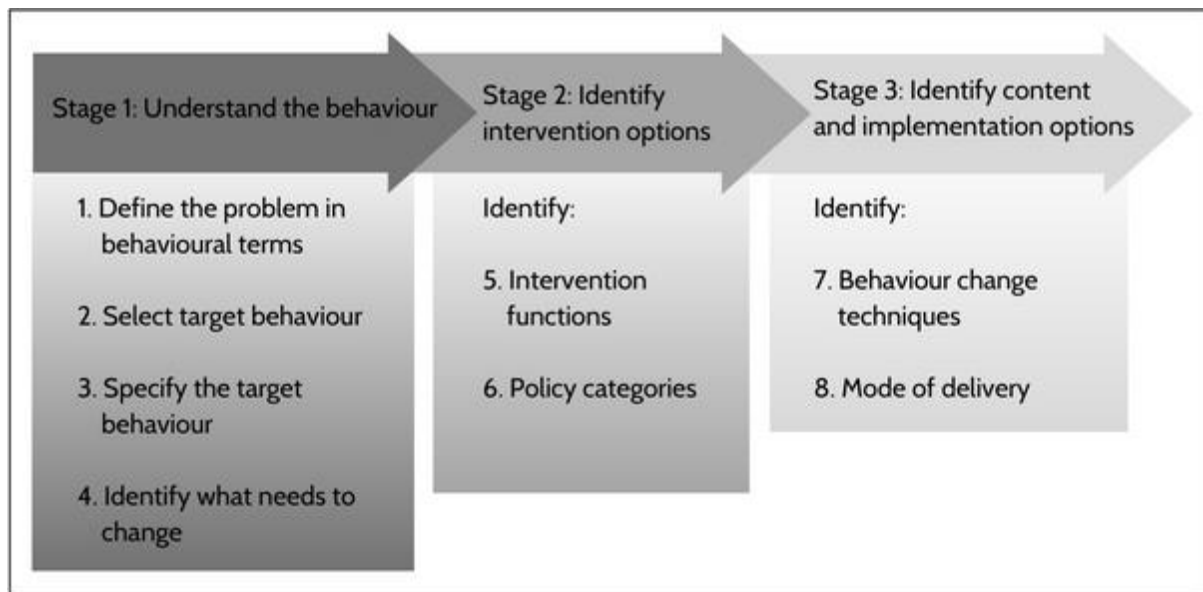 Stage 1: Understand the behaviour
1. Define the problem in
behavioural terms
2. Select target behaviour
3. Specify the target
behaviour
4. Identify what needs to
change
Stage 2: Identify
intervention options
Identify:
5. Intervention
functions
6. Policy categories
Stage 3: Identify content
and implementation options
Identify:
7. Behaviour change
techniques
8. Mode of delivery